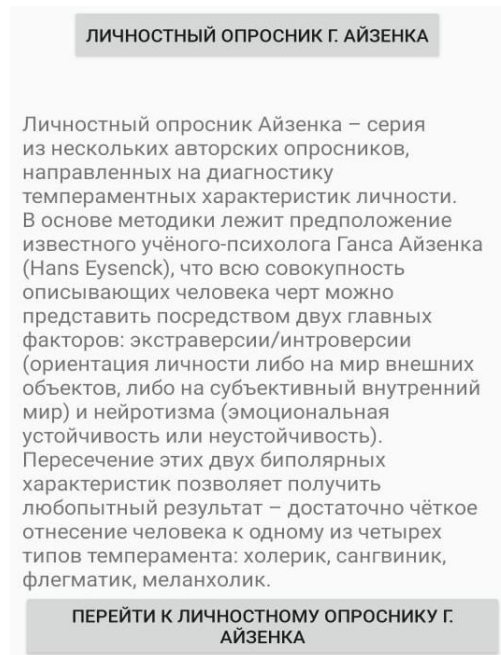 ЛИЧНОСТНЫЙ ОПРОСНИК Г. АЙЗЕНКА
Личностный опросник Айзенка – серия
из нескольких авторских опросников,
направленных на диагностику
темпераментных характеристик личности.
В основе методики лежит предположение
известного учёного-психолога Ганса Айзенка
(Hans Eysenck), что всю совокупность
описывающих человека черт можно
представить посредством двух главных
факторов: экстраверсии/интроверсии
(ориентация личности либо на мир внешних
объектов, либо на субъективный внутренний
мир) и нейротизма (эмоциональная
устойчивость или неустойчивость).
Пересечение этих двух биполярных
характеристик позволяет получить
любопытный результат – достаточно чёткое
отнесение человека к одному из четырех
типов темперамента: холерик, сангвиник,
флегматик, меланхолик.
ПЕРЕЙТИ К ЛИЧНОСТНОМУ ОПРОСНИКУ Г.
АЙЗЕНКА